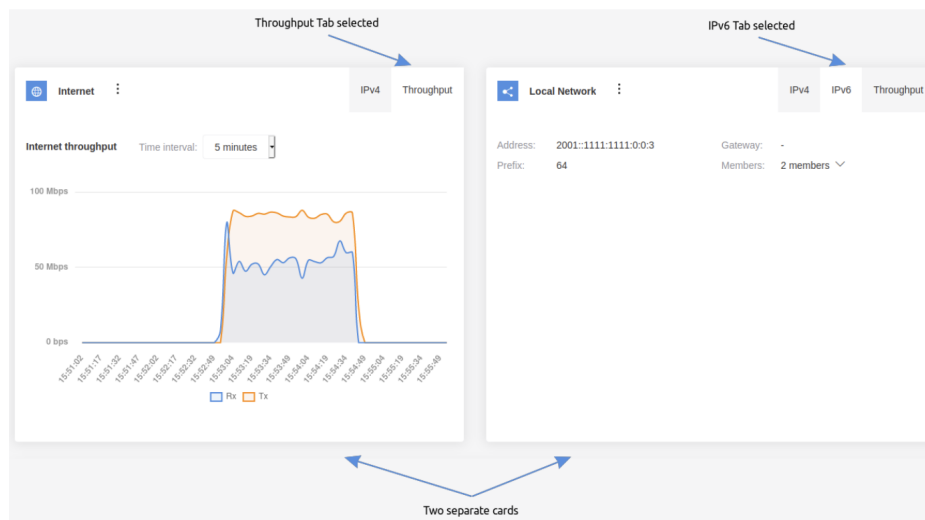 Throughput Tab selected
IPv6 Tab selected
Internet
IPv4 Throughput
Local Network
IPv4 IPv6 Throughput
Internet throughput Time interval: 5 minutes
Address: 2001::1111:1111:0:0:3 Gateway: -
Prefix: 64 Members: 2 members
100 Mbps
50 Mbps
0 bps
15:51:02 15:51:17 15:51:32 15:51:47 15:52:02 15:52:17 15:52:32 15:52:49 15:53:04 15:53:19 15:53:34 15:53:49 15:54:04 15:54:19 15:54:34 15:54:49 15:55:04 15:55:19 15:55:34 15:55:49
Rx Tx
Two separate cards